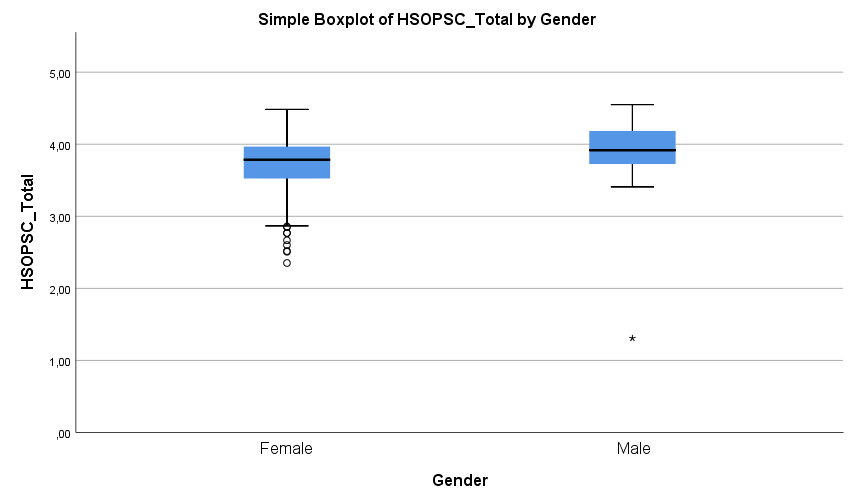 Simple Boxplot of HSOPSC_Total by Gender
HSOPSC_Total
5,00
4,00
3,00
2,00
1,00
,00
Female Male
Gender